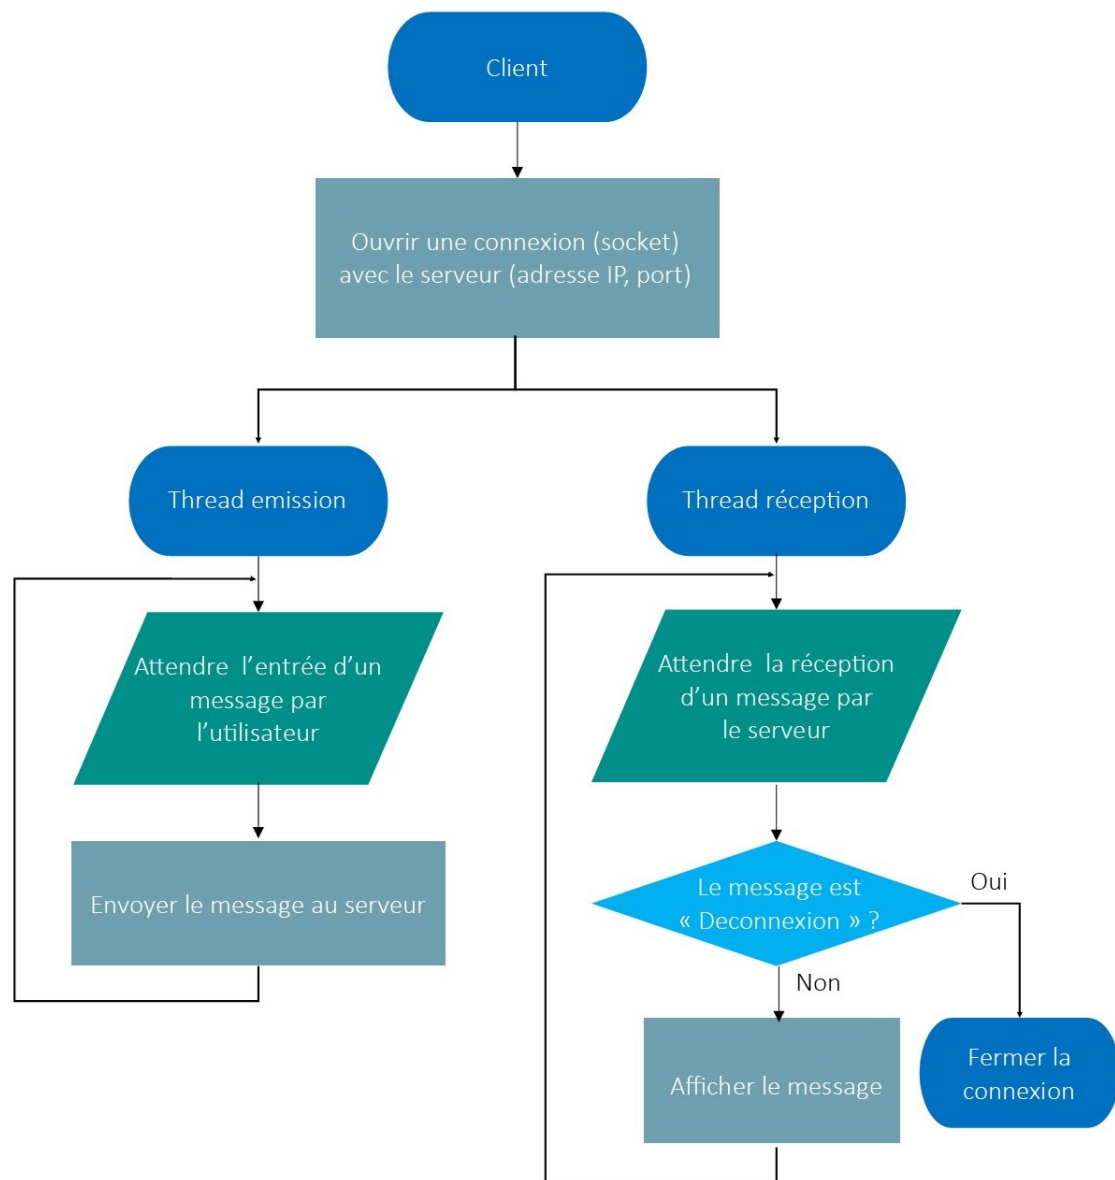 Client
Ouvrir une connexion (socket)
avec le serveur (adresse IP, port)
Thread emission
Thread réception
Attendre l’entrée d’un
message par
l’utilisateur
Attendre la réception
d’un message par
le serveur
Envoyer le message au serveur
Le message est
« Deconnexion » ?
Oui
Non
Afficher le message
Fermer la
connexion